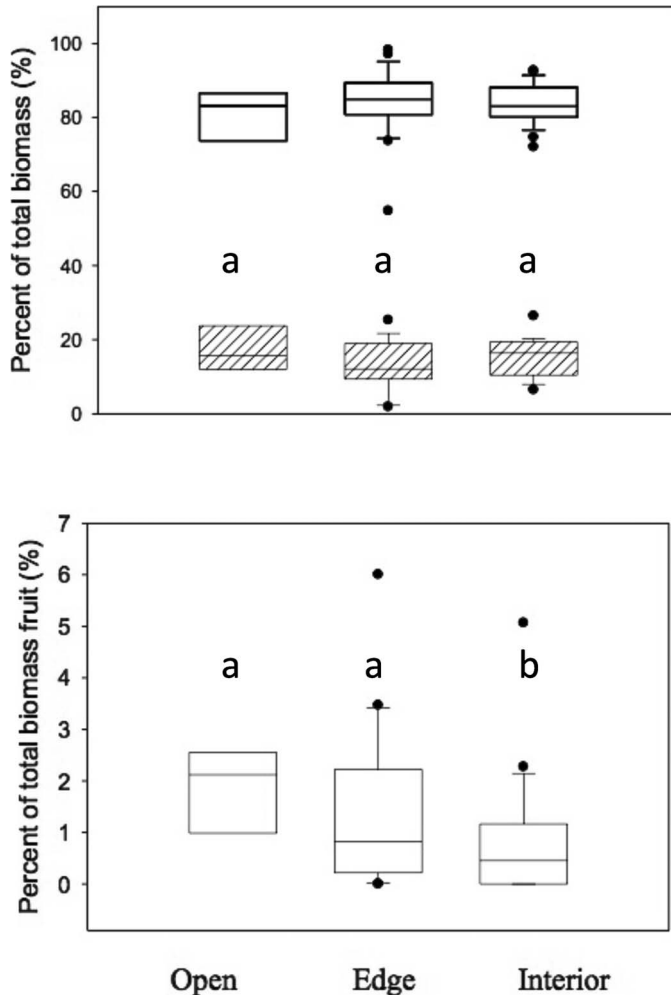 Percent of total biomass (%)
100
80
60
40
20
0
a a a
Percent of total biomass fruit (%)
7
6
5
4
3
2
1
0
a a b
Open Edge Interior